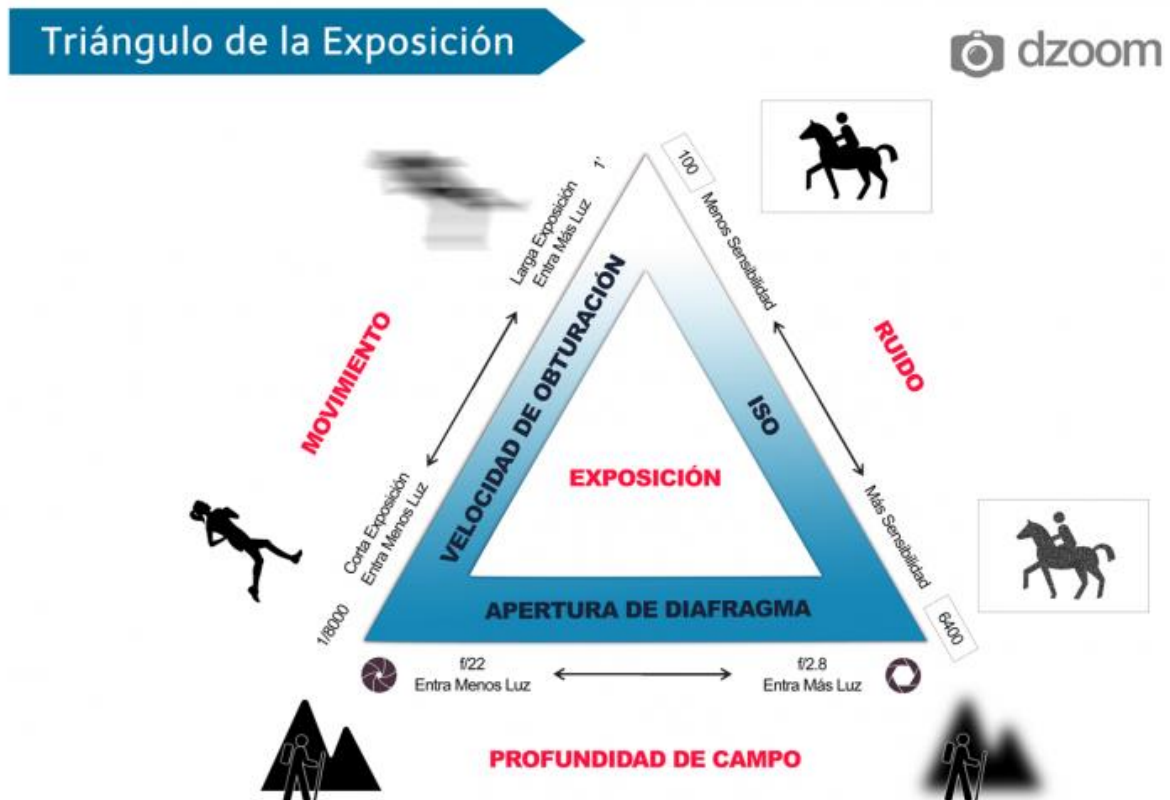 Triángulo de la Exposición
dzoom
1'
Larga Exposición
Entra Más Luz
100
Menos Sensibilidad
MOVIMIENTO
VELOCIDAD DE OBTURACIÓN
ISO
RUIDO
EXPOSICIÓN
Corta Exposición
Entra Menos Luz
1/8000
Más Sensibilidad
6400
APERTURA DE DIAFRAGMA
f/22
Entra Menos Luz
f/2.8
Entra Más Luz
PROFUNDIDAD DE CAMPO